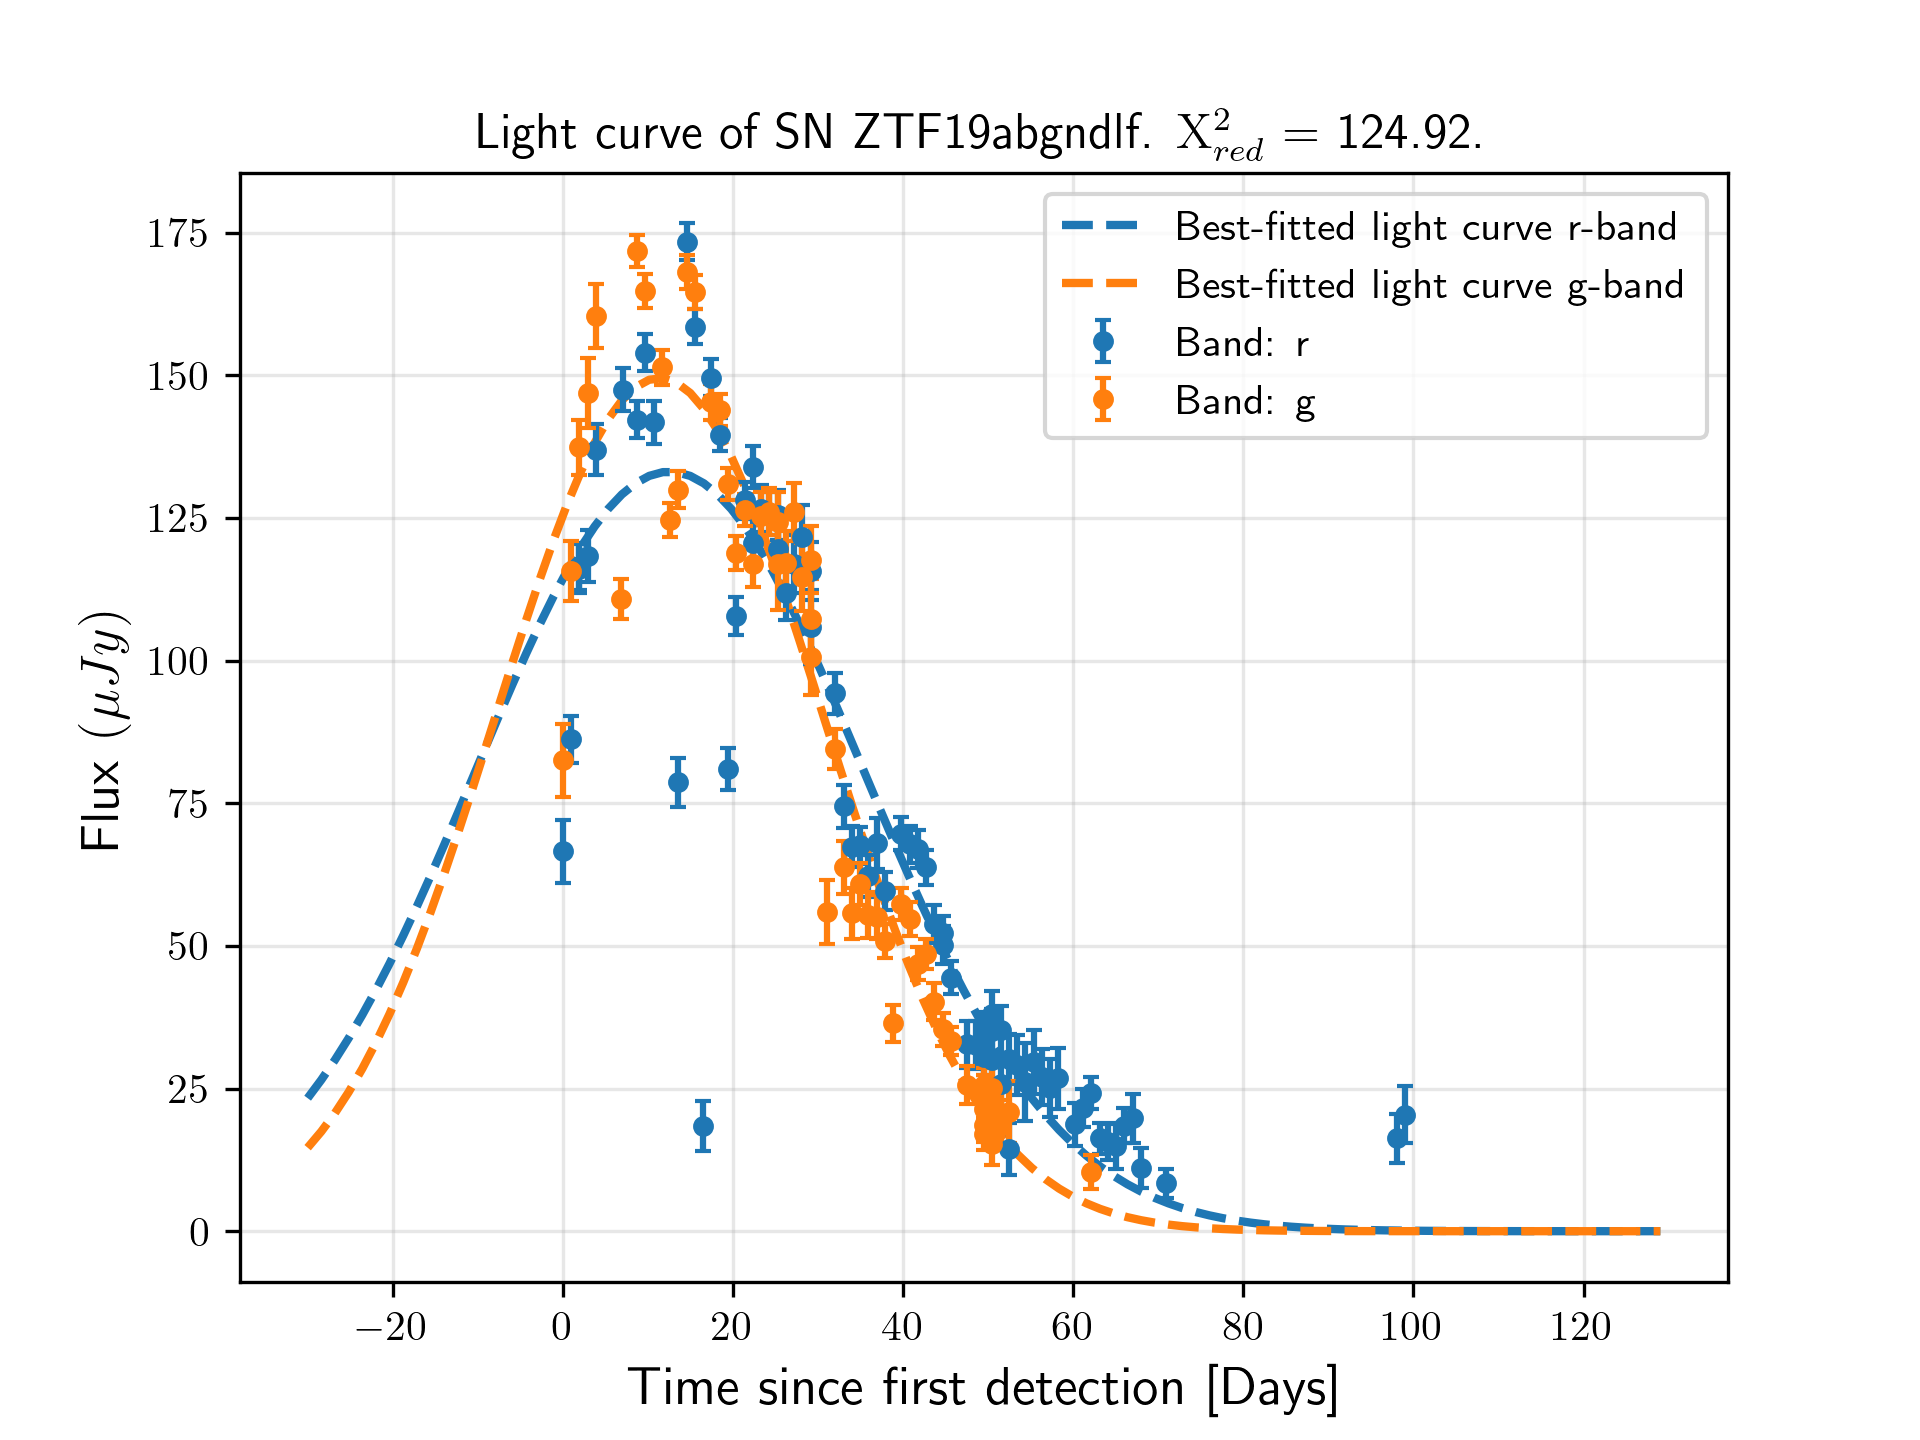 Light curve of SN ZTF19abgndlf. X²red = 124.92.
Best-fitted light curve r-band
Best-fitted light curve g-band
Band: r
Band: g
175
150
125
100
75
50
25
0
Flux (μJy)
−20 0 20 40 60 80 100 120
Time since first detection [Days]